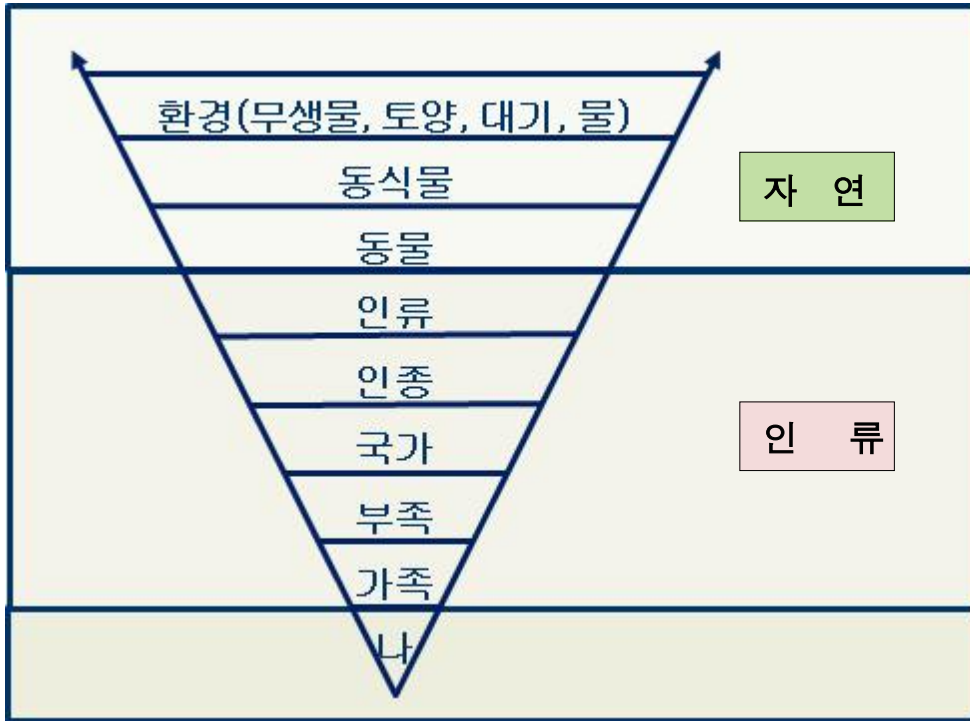 환경(무생물, 토양, 대기, 물)
동식물
자 연
동물
인류
인종
인 류
국가
부족
가족
나